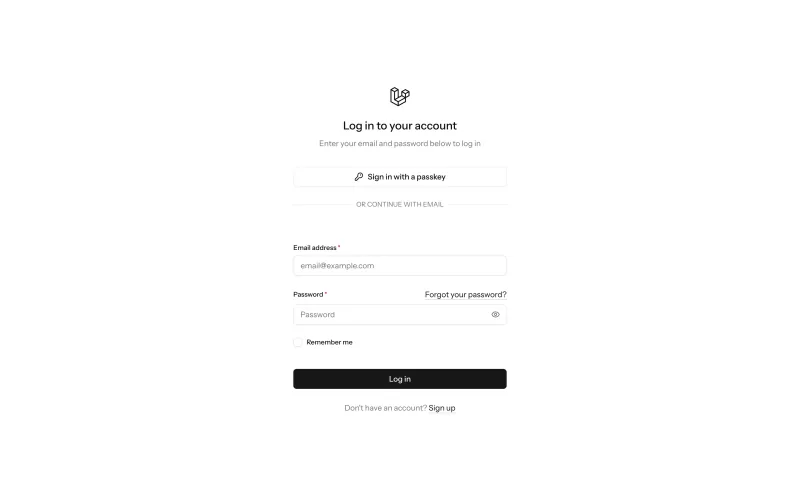 Log in to your account
Enter your email and password below to log in
Sign in with a passkey
OR CONTINUE WITH EMAIL
Email address *
email@example.com
Password * Forgot your password?
Password
Remember me
Log in
Don't have an account? Sign up